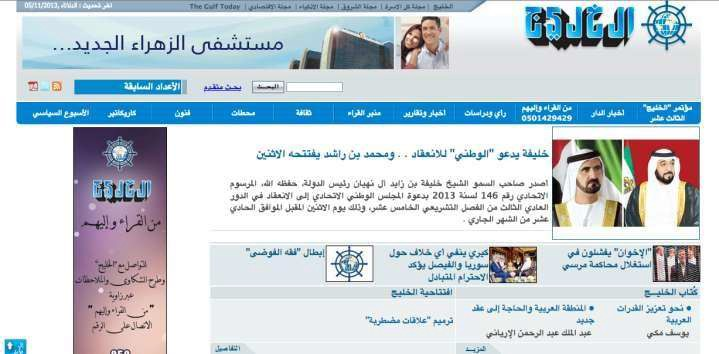 الخليج | مجلة كل الأسرة | مجلة الشروق | مجلة الأذكياء | مجلة الاقتصادي | The Gulf Today
آخر تحديث : الثلاثاء ,05/11/2013
الخليج
مستشفى الزهراء الجديد...
البحث
بحث متقدم
الأعداد السابقة
مؤتمر "الخليج" الثالث عشر
أخبار الدار
من القراء وإليهم 0501429429
رأي ودراسات
أخبار وتقارير
منبر القراء
ثقافة
محطات
فنون
كاريكاتير
الأسبوع السياسي
خليفة يدعو "الوطني" للانعقاد . . ومحمد بن راشد يفتتحه الاثنين
أصدر صاحب السمو الشيخ خليفة بن زايد آل نهيان رئيس الدولة، حفظه الله، المرسوم
الاتحادي رقم 146 لسنة 2013 بدعوة المجلس الوطني الاتحادي إلى الانعقاد في الدور
العادي الثالث من الفصل التشريعي الخامس عشر، وذلك يوم الاثنين المقبل الموافق الحادي
عشر من الشهر الجاري .
"الإخوان" يفشلون في
استغلال محاكمة مرسي
كيري ينفي أي خلاف حول
سوريا والفيصل يؤكد
الاحترام المتبادل
إبطال "فقه الفوضى"
كُتاب الخليج
نحو تعزيز القدرات
العربية
يوسف مكي
المنطقة العربية والحاجة إلى عقد
جديد
عبد الملك عبد الرحمن الإرياني
المزيد
افتتاحية الخليج
ترميم "علاقات مضطربة"
التفاصيل
الخليج
من القراء وإليهم
للتواصل مع "الخليج"
وطرح الشكاوى والملاحظات
عبر زاوية
"من القراء وإليهم"
الاتصال على الرقم
050